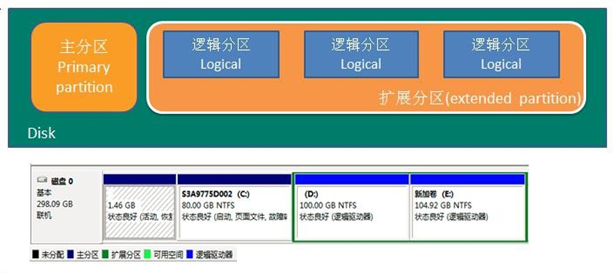 主分区
Primary
partition
逻辑分区
Logical
逻辑分区
Logical
逻辑分区
Logical
扩展分区(extended partition)
Disk
磁盘 0
基本
298.09 GB
联机
1.46 GB
状态良好 (活动, 恢
S3A9775D002 (C:)
80.00 GB NTFS
状态良好 (启动, 页面文件, 故障
(D:)
100.00 GB NTFS
状态良好 (逻辑驱动器)
新加卷 (E:)
104.92 GB NTFS
状态良好 (逻辑驱动器)
未分配 主分区 扩展分区 可用空间 逻辑驱动器